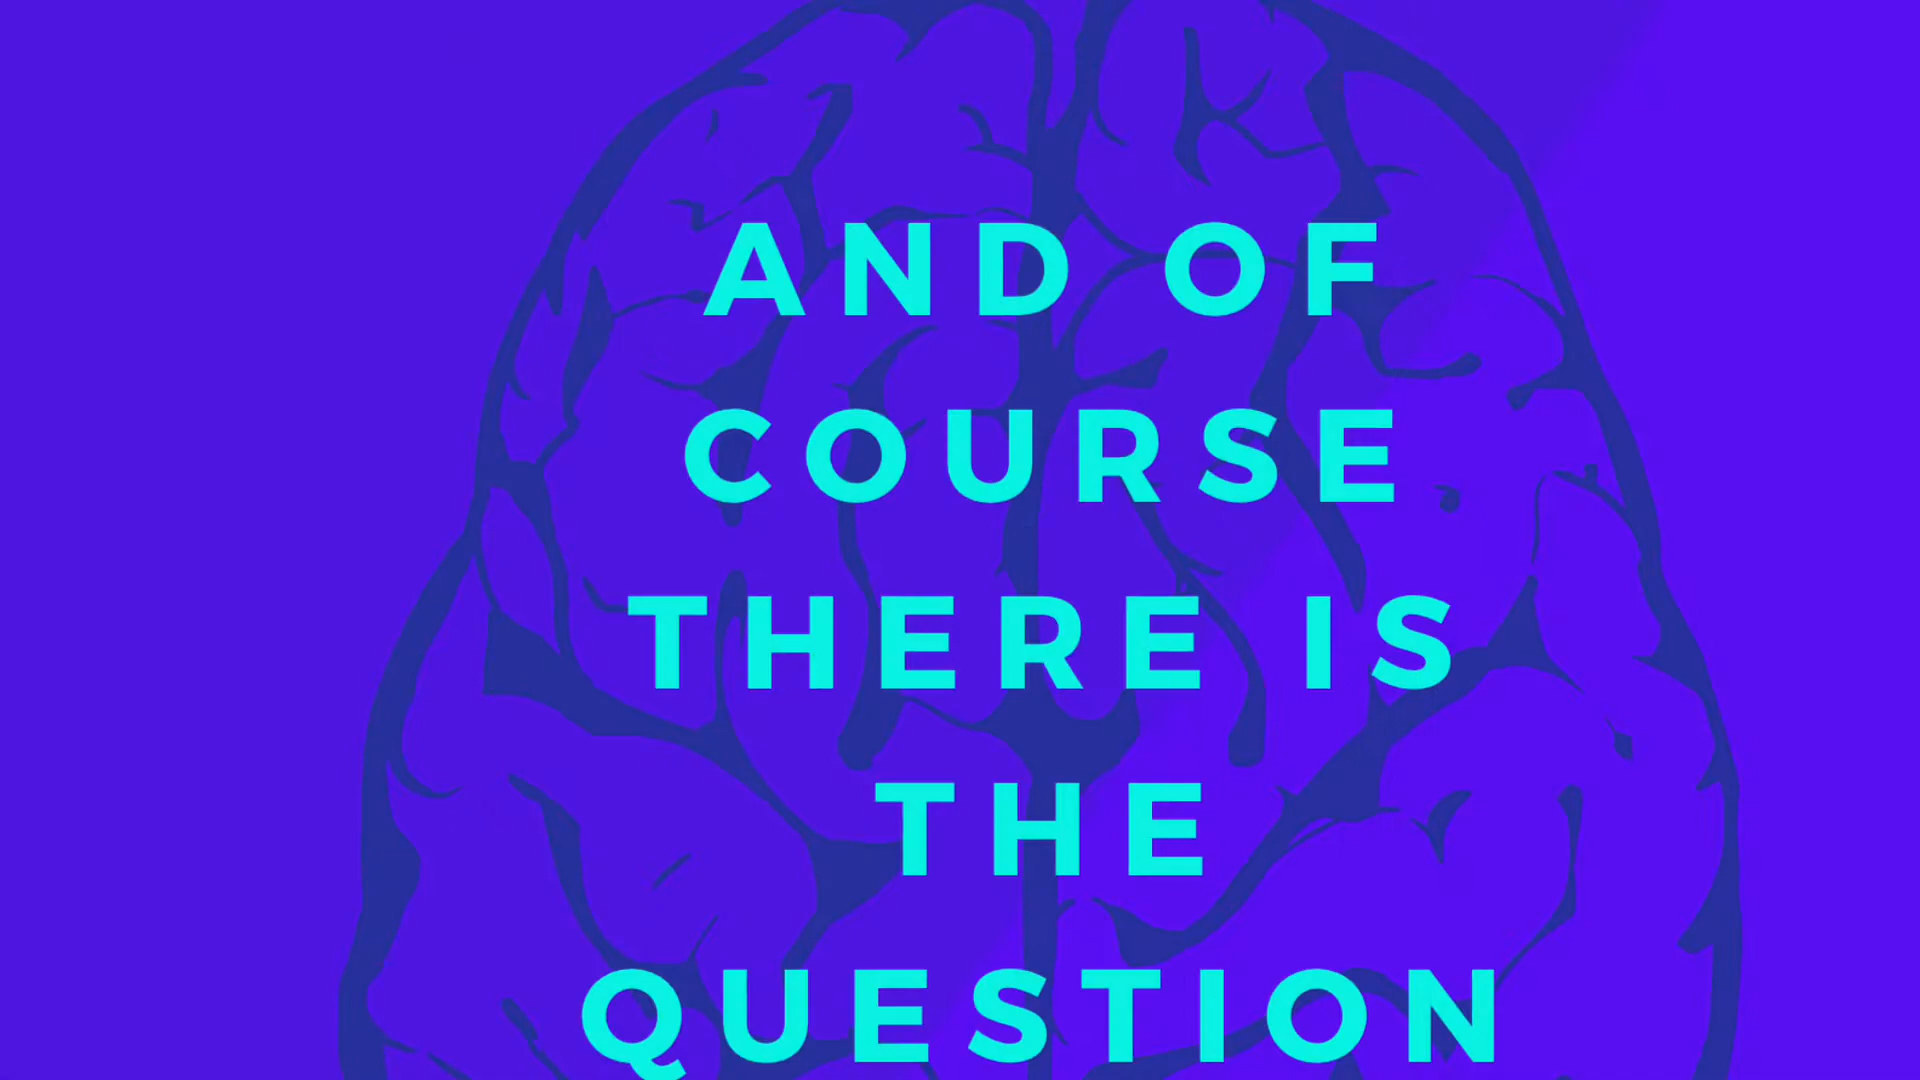 AND OF
COURSE
THERE IS
THE
QUESTION